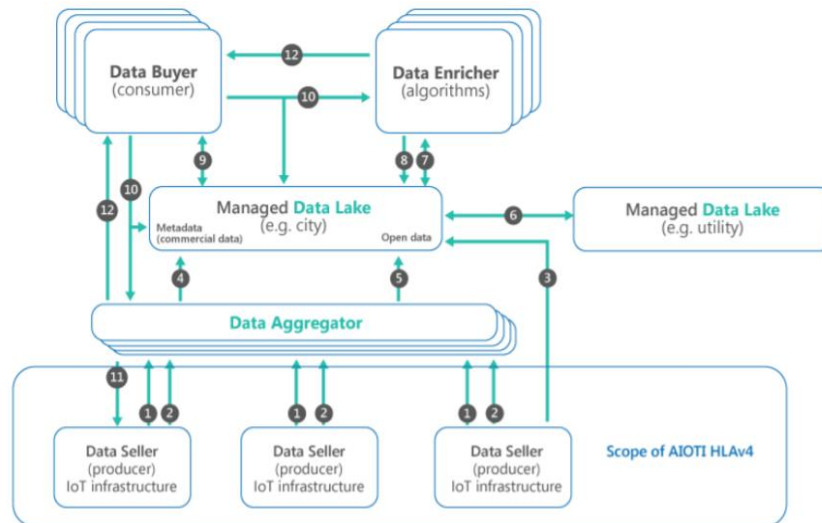 Data Buyer
(consumer)
12
Data Enricher
(algorithms)
10
12
10
9
8
7
Managed Data Lake
(e.g. city)
Metadata
(commercial data)
Open data
6
Managed Data Lake
(e.g. utility)
4
5
3
Data Aggregator
11
1
2
1
2
1
2
Data Seller
(producer)
IoT infrastructure
Data Seller
(producer)
IoT infrastructure
Data Seller
(producer)
IoT infrastructure
Scope of AIOTI HLAv4